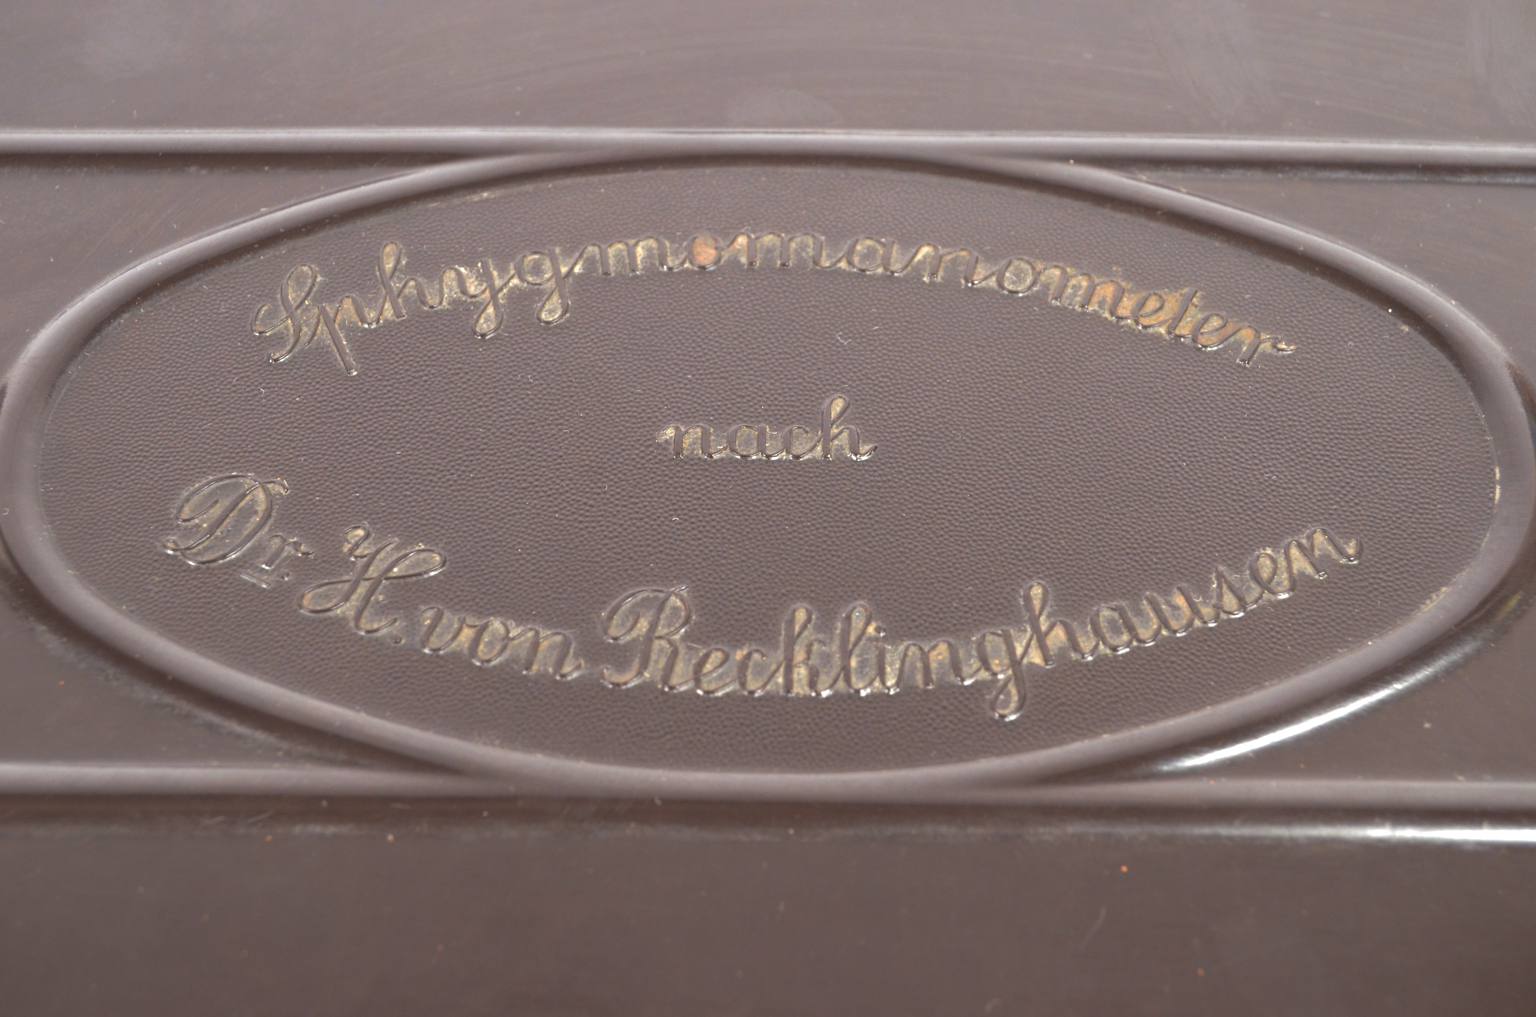 Sphygmomanometer
nach
Dr. H. von Recklinghausen